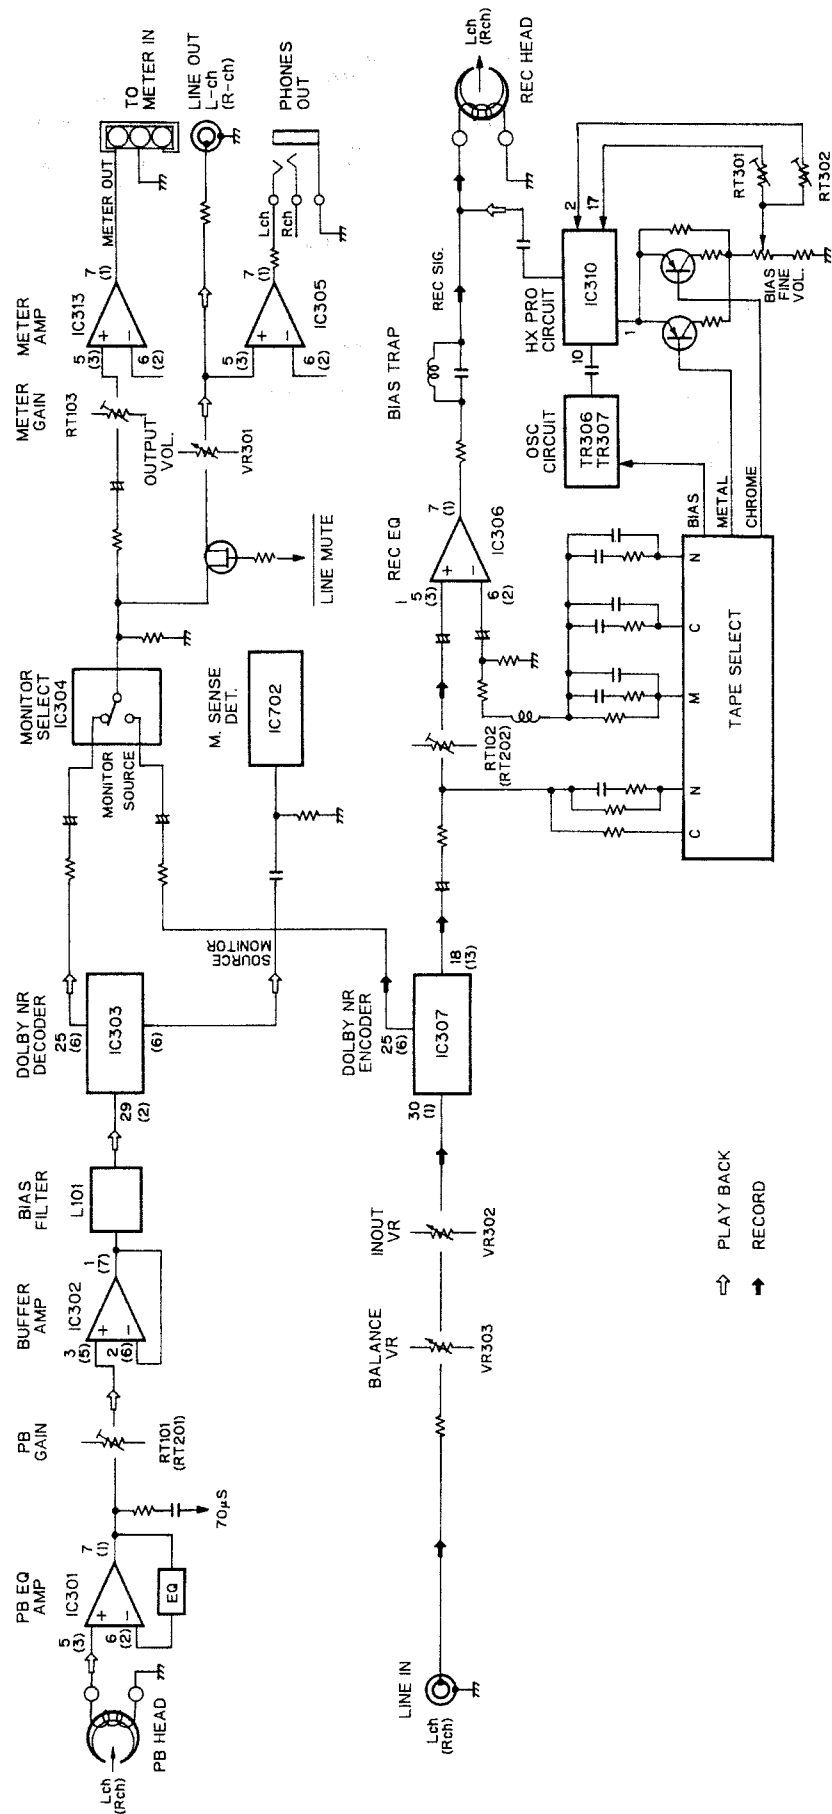 Lch
(Rch)
PB HEAD
5
(3)
6
(2)
PB EQ
AMP
IC301
+
−
EQ
7
(1)
70µS
PB
GAIN
RT101
(RT201)
BUFFER
AMP
3
(5)
2
(6)
IC302
+
−
1
(7)
BIAS
FILTER
L101
29
(2)
DOLBY NR
DECODER
IC303
25
(6)
(6)
SOURCE
MONITOR
M. SENSE
DET.
IC702
MONITOR
SOURCE
MONITOR
SELECT
IC304
LINE MUTE
OUTPUT
VOL.
VR301
METER
GAIN
RT103
METER
AMP
5
(3)
6
(2)
IC313
+
−
7
(1)
METER OUT
TO
METER IN
LINE OUT
L-ch
(R-ch)
5
(3)
6
(2)
+
−
IC305
7
(1)
Lch
Rch
PHONES
OUT
LINE IN
Lch
(Rch)
BALANCE
VR
VR303
INOUT
VR
VR302
30
(1)
DOLBY NR
ENCODER
IC307
25
(6)
18
(13)
RT102
(RT202)
REC EQ
1
5
(3)
6
(2)
+
−
IC306
7
(1)
BIAS TRAP
REC SIG.
Lch
(Rch)
REC HEAD
OSC
CIRCUIT
TR306
TR307
10
HX PRO
CIRCUIT
IC310
2
17
1
RT301
RT302
BIAS
FINE
VOL.
BIAS
METAL
CHROME
TAPE SELECT
C
N
M
C
N
PLAY BACK
RECORD